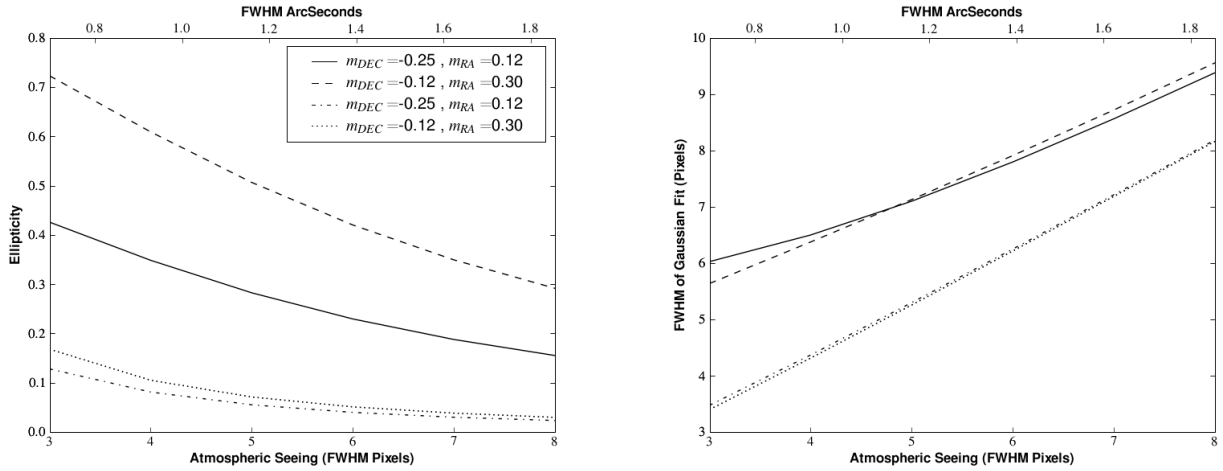 FWHM ArcSeconds
0.8 1.0 1.2 1.4 1.6 1.8
0.8
0.7
0.6
0.5
0.4
0.3
0.2
0.1
0.0
Ellipticity
m_DEC =-0.25 , m_RA =0.12
m_DEC =-0.12 , m_RA =0.30
m_DEC =-0.25 , m_RA =0.12
m_DEC =-0.12 , m_RA =0.30
3 4 5 6 7 8
Atmospheric Seeing (FWHM Pixels)
FWHM ArcSeconds
0.8 1.0 1.2 1.4 1.6 1.8
10
9
8
7
6
5
4
3
FWHM of Gaussian Fit (Pixels)
3 4 5 6 7 8
Atmospheric Seeing (FWHM Pixels)